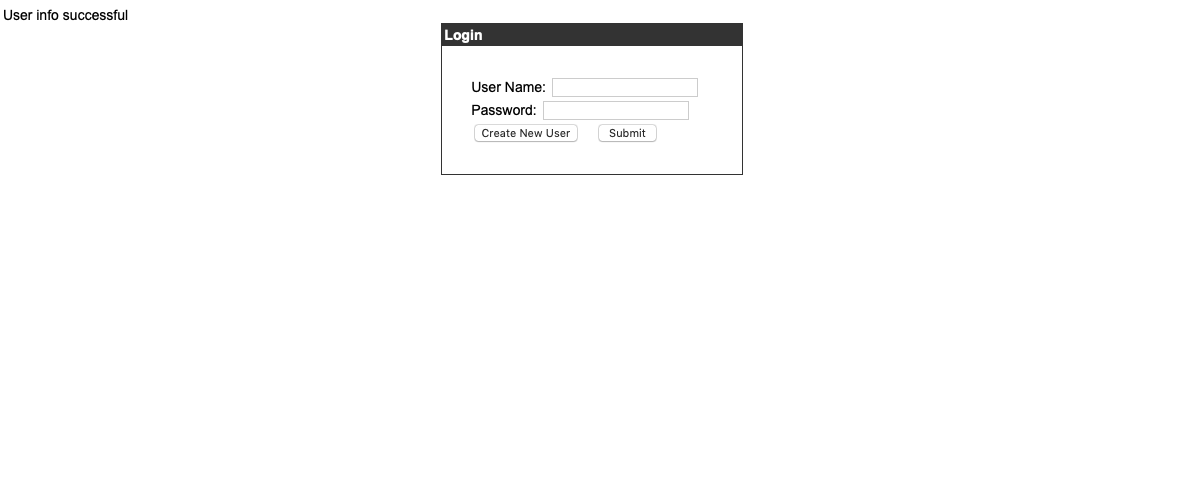 User info successful
Login
User Name:
Password:
Create New User Submit